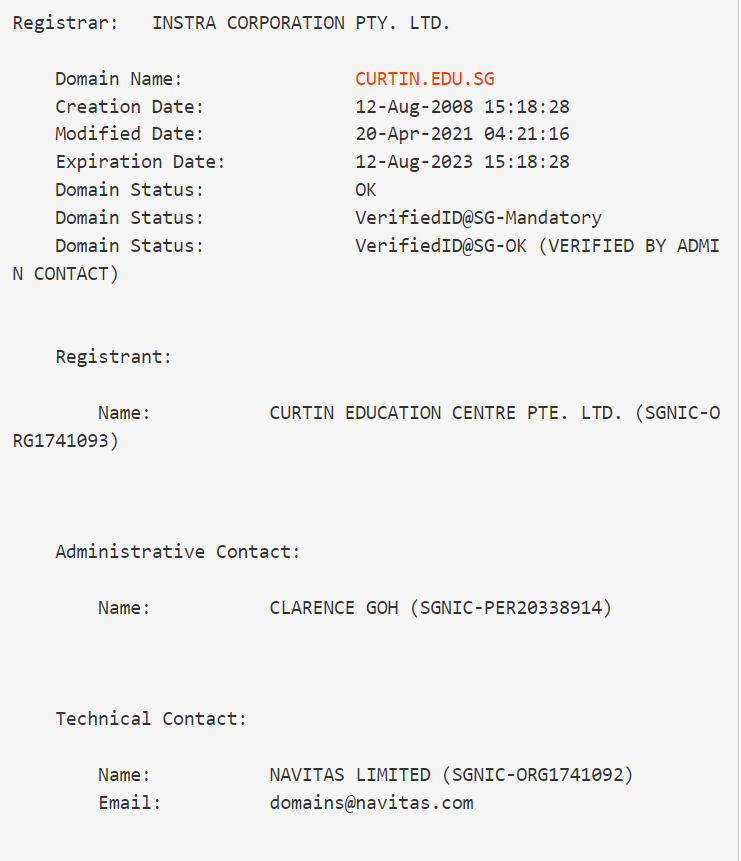 Registrar: INSTRA CORPORATION PTY. LTD.
Domain Name: CURTIN.EDU.SG
Creation Date: 12-Aug-2008 15:18:28
Modified Date: 20-Apr-2021 04:21:16
Expiration Date: 12-Aug-2023 15:18:28
Domain Status: OK
Domain Status: VerifiedID@SG-Mandatory
Domain Status: VerifiedID@SG-OK (VERIFIED BY ADMI
N CONTACT)
Registrant:
Name: CURTIN EDUCATION CENTRE PTE. LTD. (SGNIC-O
RG1741093)
Administrative Contact:
Name: CLARENCE GOH (SGNIC-PER20338914)
Technical Contact:
Name: NAVITAS LIMITED (SGNIC-ORG1741092)
Email: domains@navitas.com